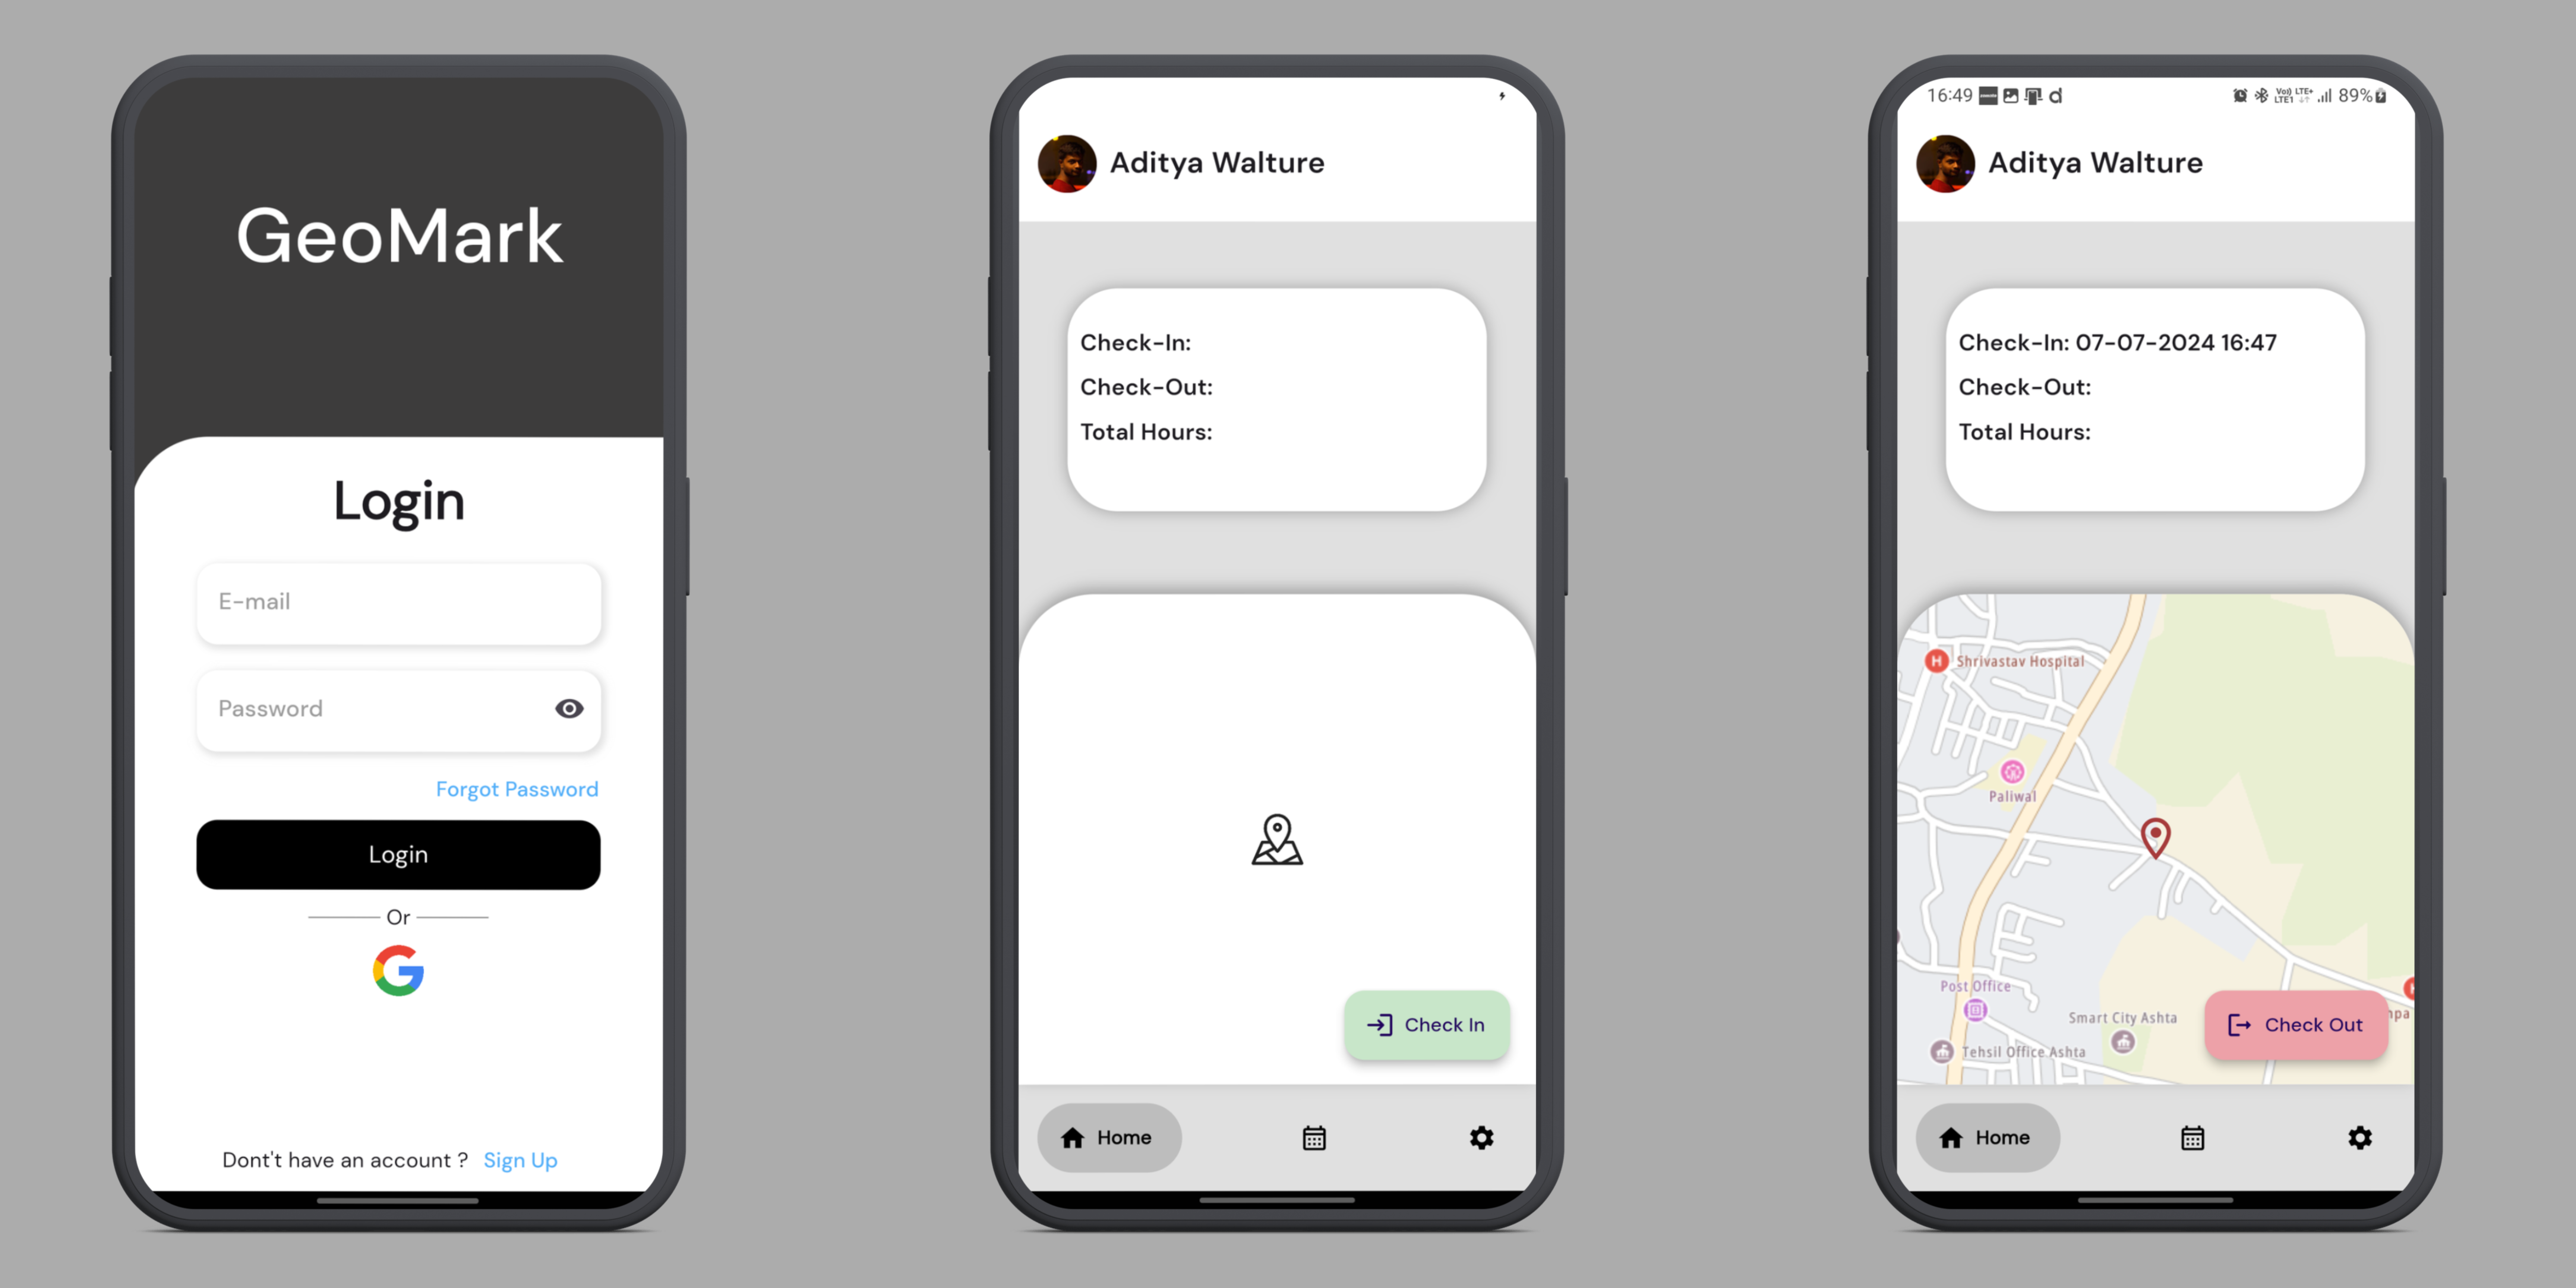 GeoMark
Login
E-mail
Password
Forgot Password
Login
Or
Dont't have an account ? Sign Up
Aditya Walture
Check-In:
Check-Out:
Total Hours:
Check In
Home
16:49 LTE+ 89%
Aditya Walture
Check-In: 07-07-2024 16:47
Check-Out:
Total Hours:
Shrivastav Hospital
Paliwal
Post Office
Smart City Ashta
Tehsil Office Ashta
Check Out
Home